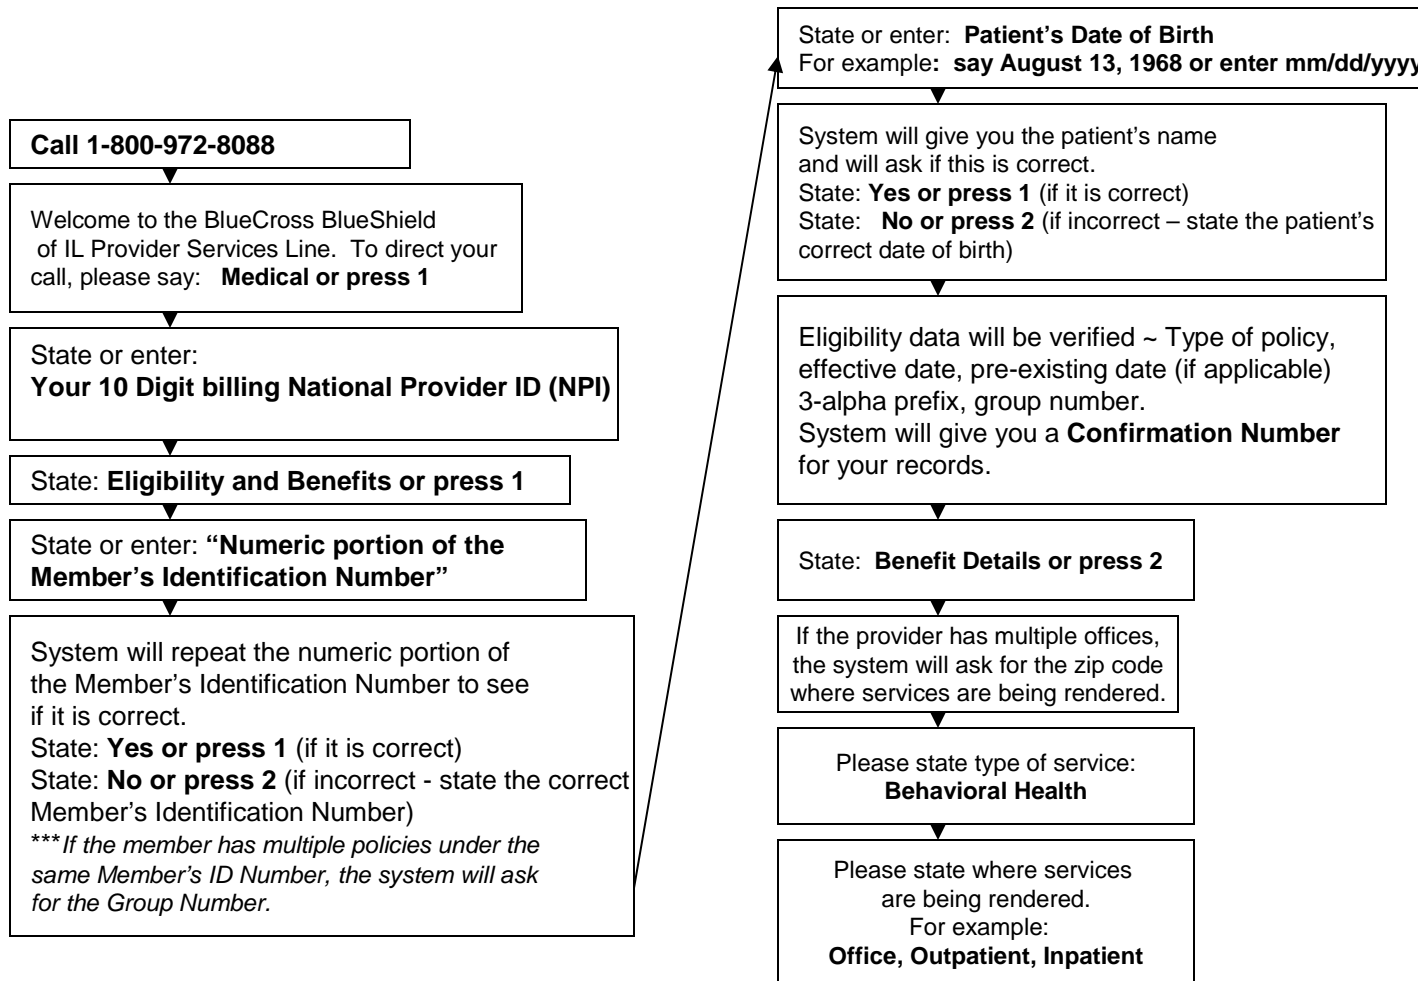 Call 1-800-972-8088
Welcome to the BlueCross BlueShield
of IL Provider Services Line. To direct your
call, please say: Medical or press 1
State or enter:
Your 10 Digit billing National Provider ID (NPI)
State: Eligibility and Benefits or press 1
State or enter: “Numeric portion of the
Member’s Identification Number”
System will repeat the numeric portion of
the Member’s Identification Number to see
if it is correct.
State: Yes or press 1 (if it is correct)
State: No or press 2 (if incorrect - state the correct
Member’s Identification Number)
***If the member has multiple policies under the
same Member’s ID Number, the system will ask
for the Group Number.
State or enter: Patient’s Date of Birth
For example: say August 13, 1968 or enter mm/dd/yyyy
System will give you the patient’s name
and will ask if this is correct.
State: Yes or press 1 (if it is correct)
State: No or press 2 (if incorrect – state the patient’s
correct date of birth)
Eligibility data will be verified ~ Type of policy,
effective date, pre-existing date (if applicable)
3-alpha prefix, group number.
System will give you a Confirmation Number
for your records.
State: Benefit Details or press 2
If the provider has multiple offices,
the system will ask for the zip code
where services are being rendered.
Please state type of service:
Behavioral Health
Please state where services
are being rendered.
For example:
Office, Outpatient, Inpatient